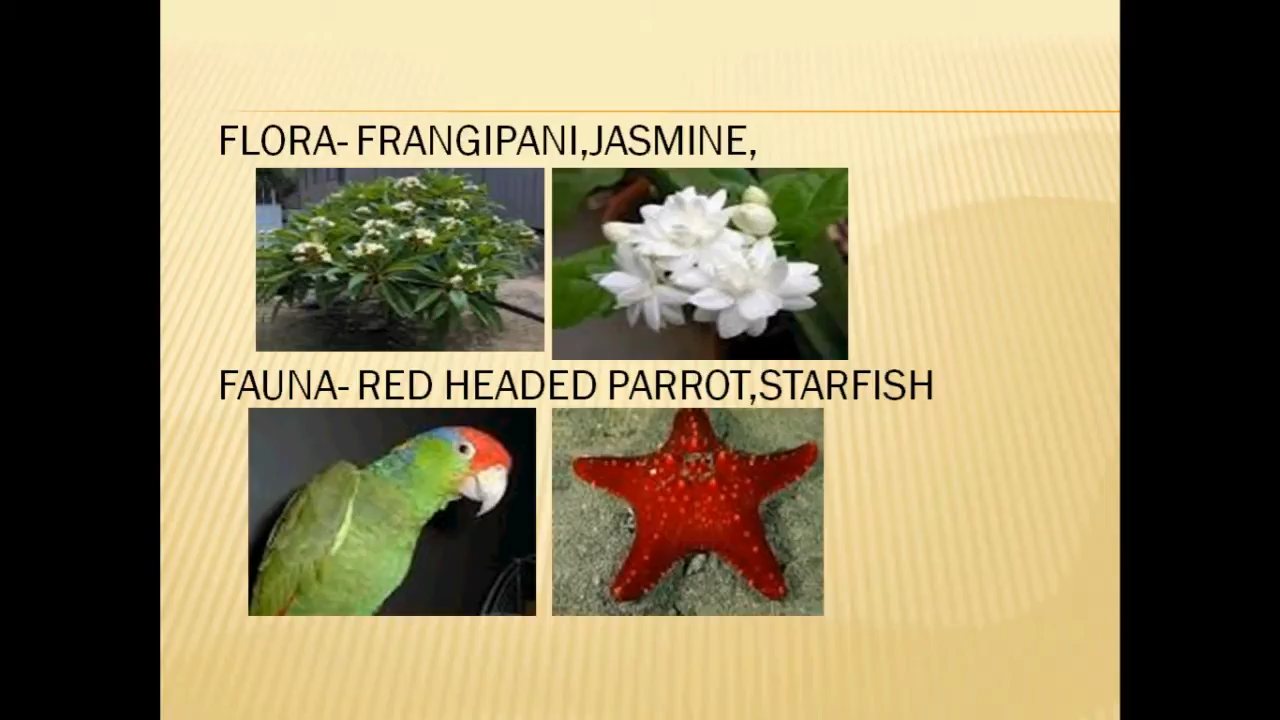 FLORA- FRANGIPANI,JASMINE,
FAUNA- RED HEADED PARROT,STARFISH